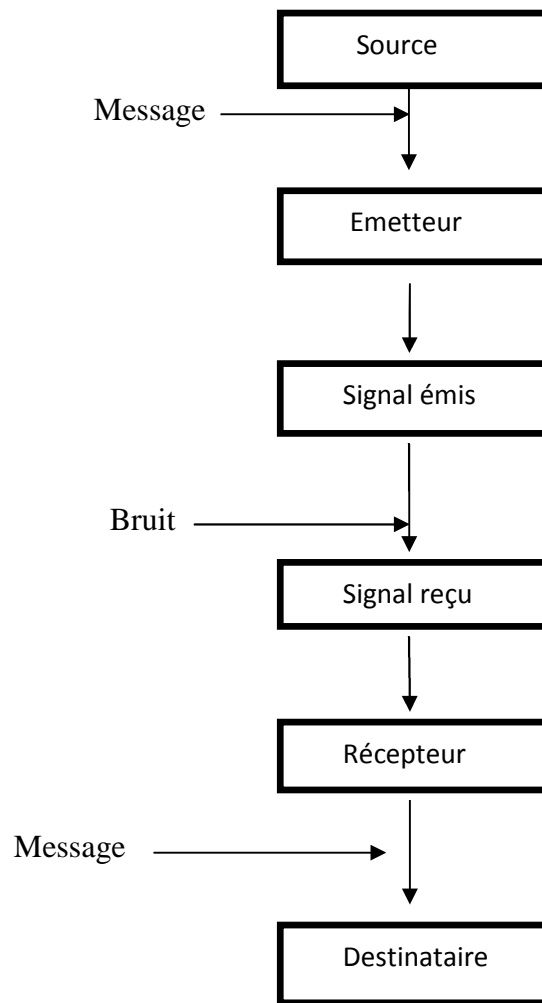 Source
Message
Emetteur
Signal émis
Bruit
Signal reçu
Récepteur
Message
Destinataire